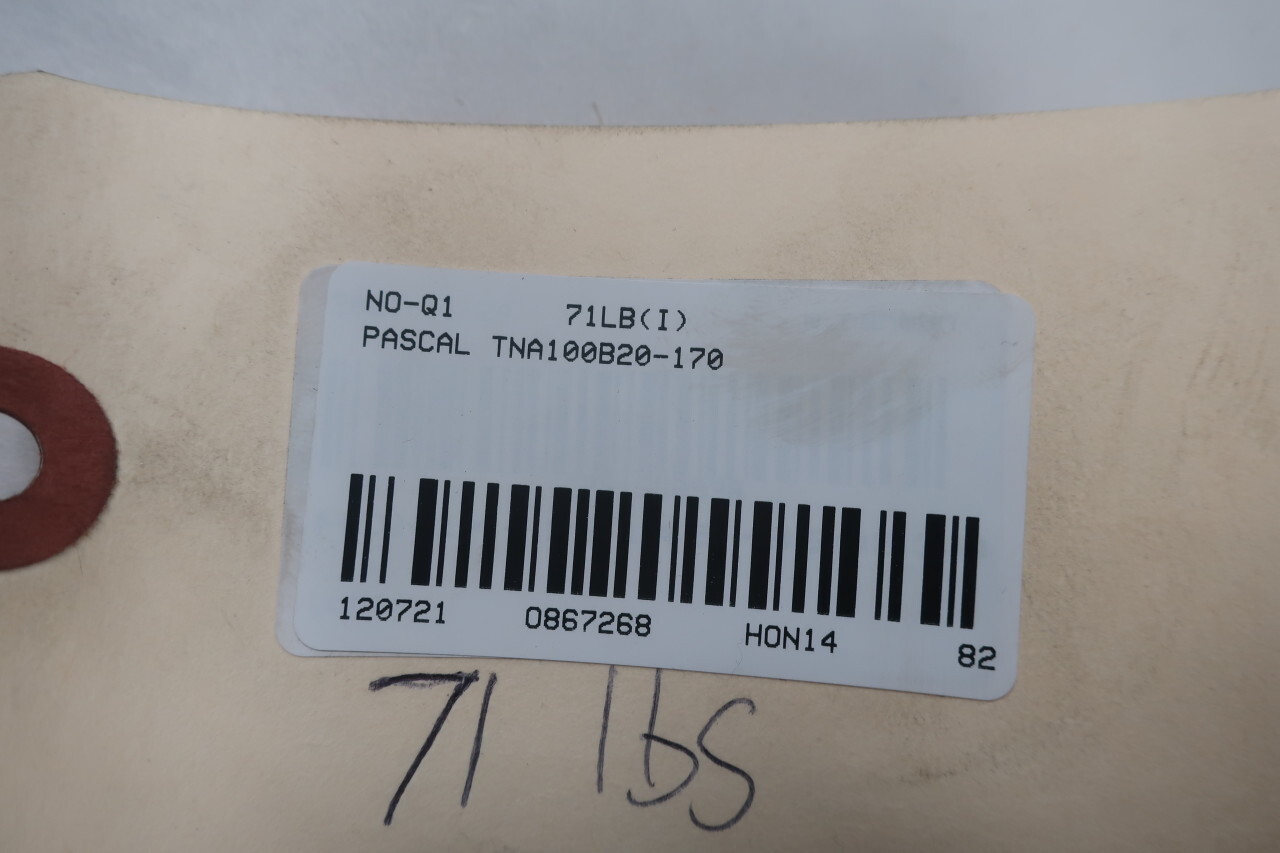 NO-Q1 71LB(I)
PASCAL TNA100B20-170
120721 0867268 HON14 82
71 lbs